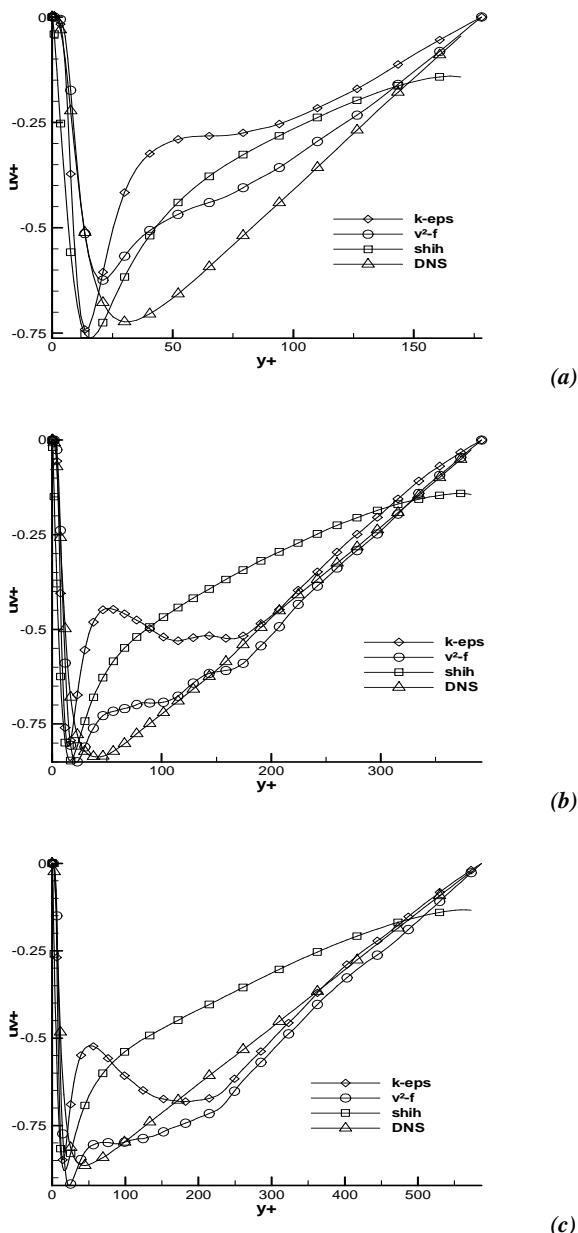 0
-0.25
-0.5
-0.75
uv+
0
50
100
150
y+
k-eps
v²-f
shih
DNS
(a)
0
-0.25
-0.5
-0.75
uv+
0
100
200
300
y+
k-eps
v²-f
shih
DNS
(b)
0
-0.25
-0.5
-0.75
uv+
0
100
200
300
400
500
y+
k-eps
v²-f
shih
DNS
(c)